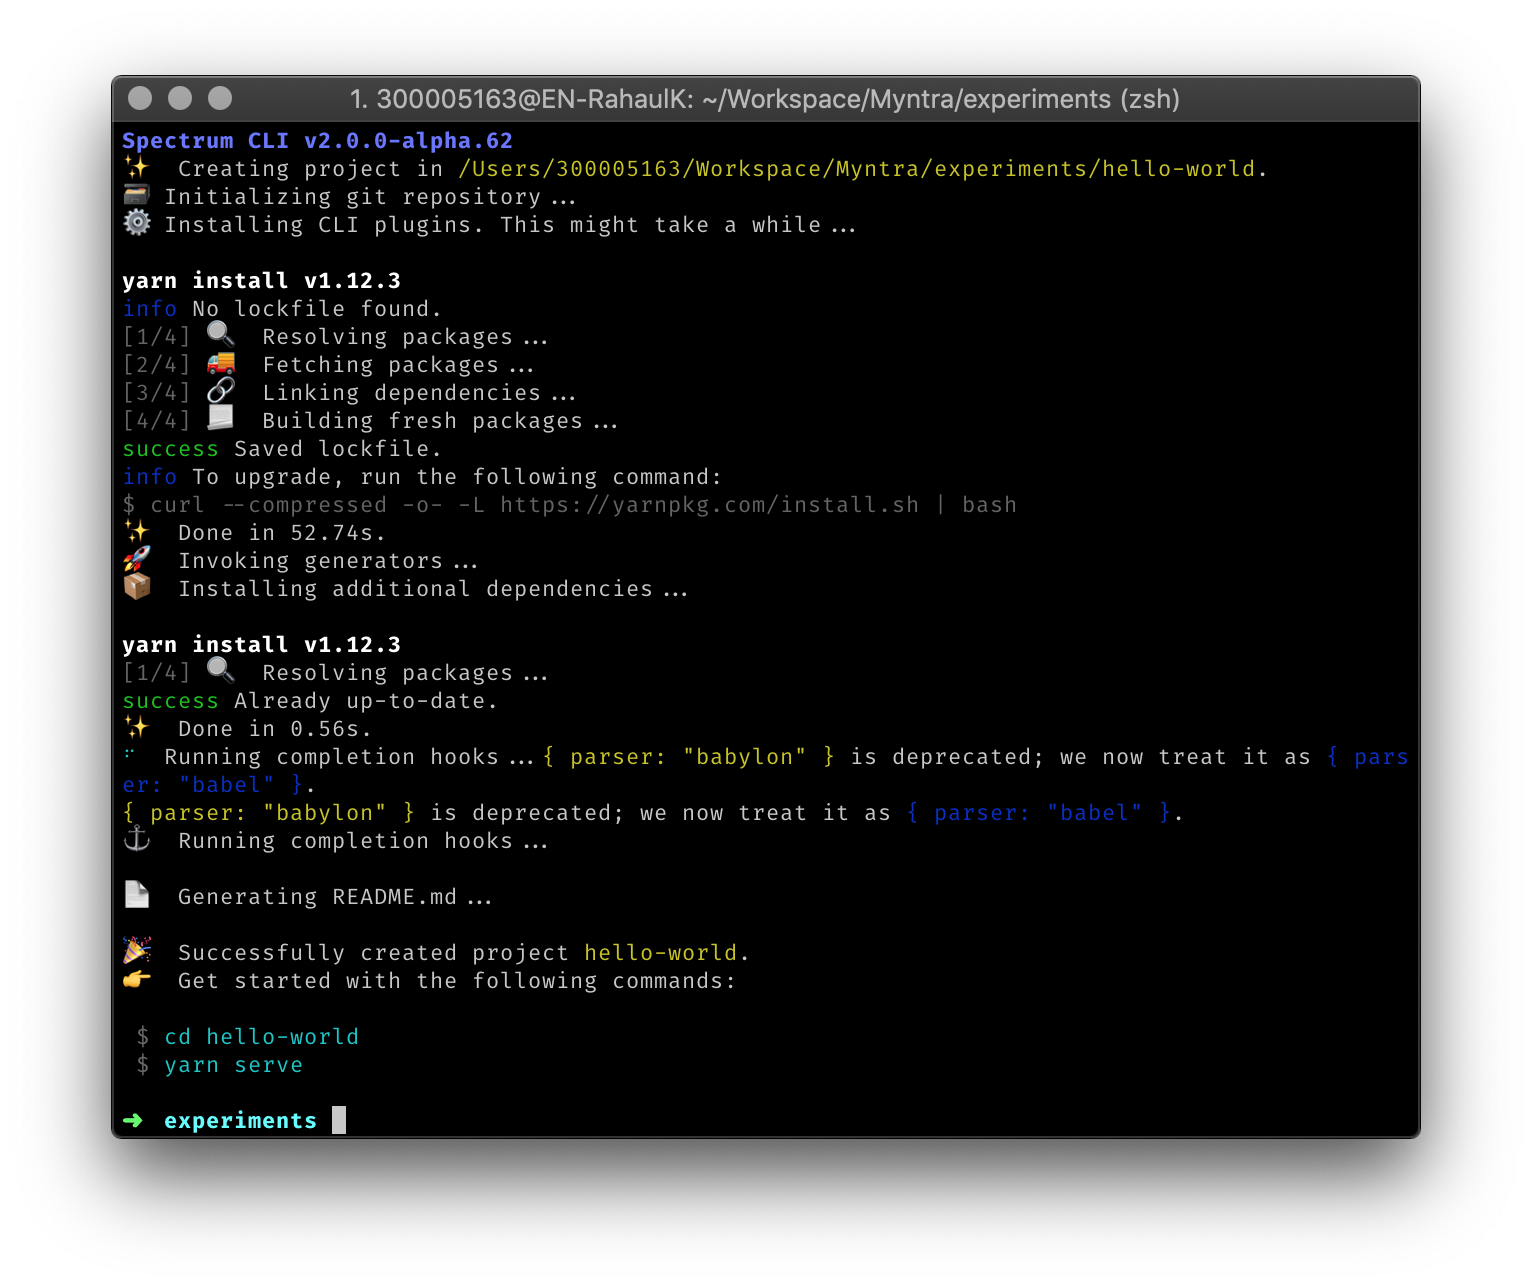 1. 300005163@EN-RahaulK: ~/Workspace/Myntra/experiments (zsh)
Spectrum CLI v2.0.0-alpha.62
✨  Creating project in /Users/300005163/Workspace/Myntra/experiments/hello-world.
🗃 Initializing git repository...
⚙ Installing CLI plugins. This might take a while...
yarn install v1.12.3
info No lockfile found.
[1/4] 🔍  Resolving packages...
[2/4] 🚚  Fetching packages...
[3/4] 🔗  Linking dependencies...
[4/4] 📃  Building fresh packages...
success Saved lockfile.
info To upgrade, run the following command:
$ curl --compressed -o- -L https://yarnpkg.com/install.sh | bash
✨  Done in 52.74s.
🚀  Invoking generators...
📦  Installing additional dependencies...
yarn install v1.12.3
[1/4] 🔍  Resolving packages...
success Already up-to-date.
✨  Done in 0.56s.
⠋  Running completion hooks...{ parser: "babylon" } is deprecated; we now treat it as { pars
er: "babel" }.
{ parser: "babylon" } is deprecated; we now treat it as { parser: "babel" }.
⚓  Running completion hooks...
📄  Generating README.md...
🎉  Successfully created project hello-world.
👉  Get started with the following commands:
$ cd hello-world
$ yarn serve
➜  experiments